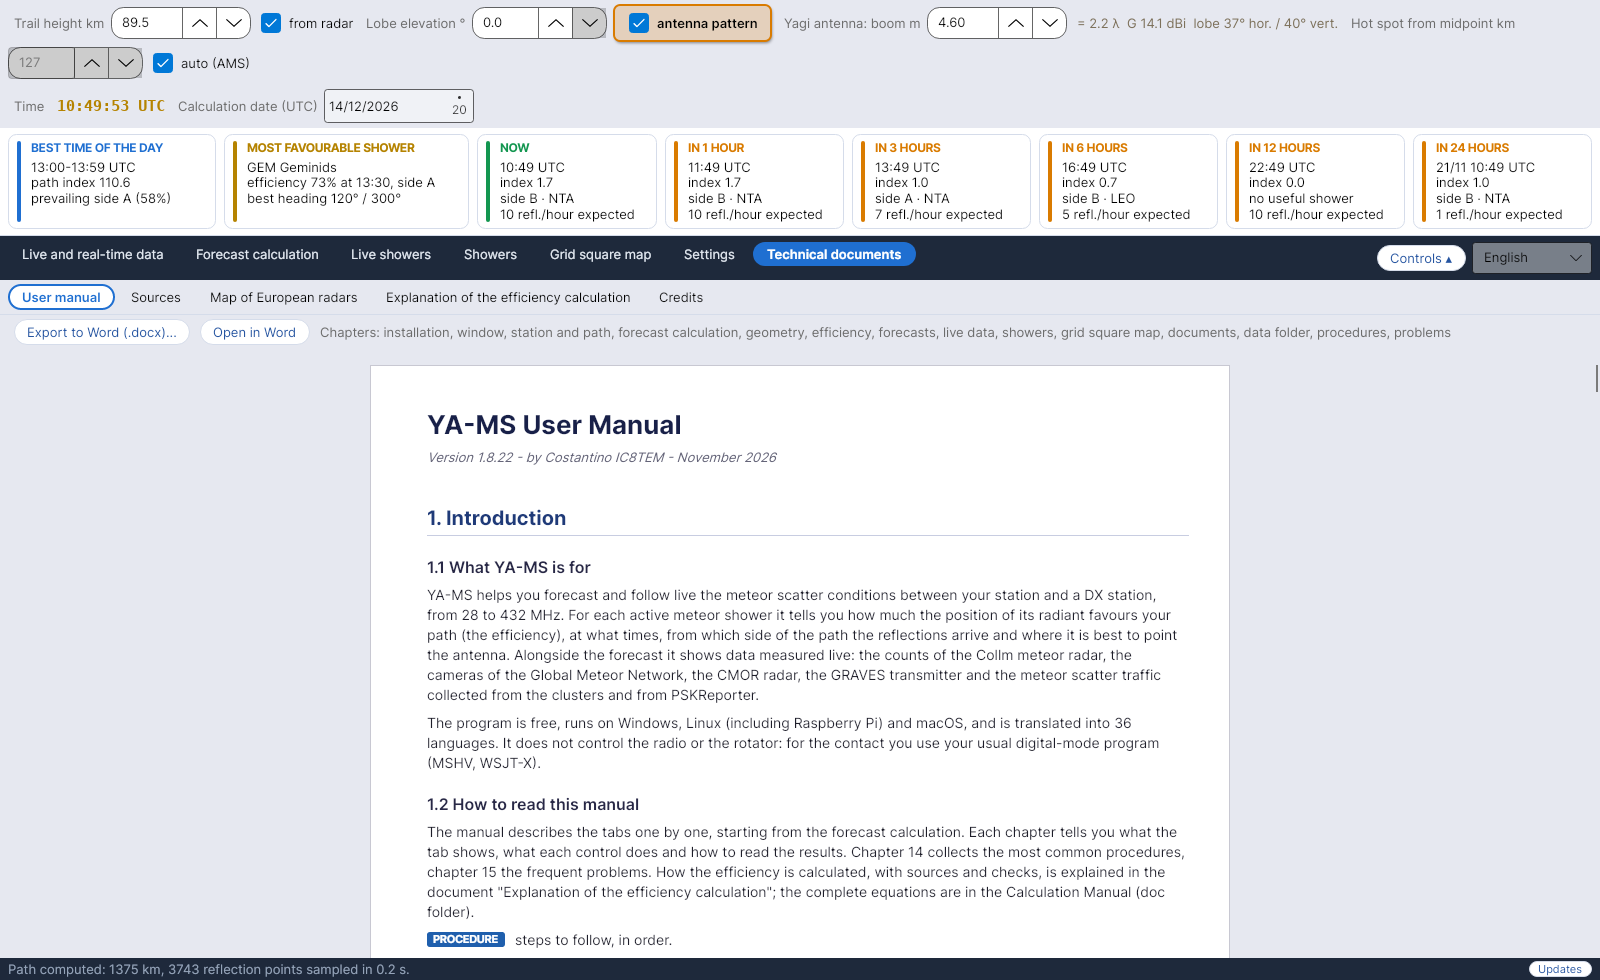 Trail height km 89.5 from radar Lobe elevation ° 0.0 antenna pattern Yagi antenna: boom m 4.60 = 2.2 λ G 14.1 dBi lobe 37° hor. / 40° vert. Hot spot from midpoint km
127 auto (AMS)
Time 10:49:53 UTC Calculation date (UTC) 14/12/2026 20
BEST TIME OF THE DAY
13:00-13:59 UTC
path index 110.6
prevailing side A (58%)
MOST FAVOURABLE SHOWER
GEM Geminids
efficiency 73% at 13:30, side A
best heading 120° / 300°
NOW
10:49 UTC
index 1.7
side B · NTA
10 refl./hour expected
IN 1 HOUR
11:49 UTC
index 1.7
side B · NTA
10 refl./hour expected
IN 3 HOURS
13:49 UTC
index 1.0
side A · NTA
7 refl./hour expected
IN 6 HOURS
16:49 UTC
index 0.7
side B · LEO
5 refl./hour expected
IN 12 HOURS
22:49 UTC
index 0.0
no useful shower
10 refl./hour expected
IN 24 HOURS
21/11 10:49 UTC
index 1.0
side B · NTA
1 refl./hour expected
Live and real-time data Forecast calculation Live showers Showers Grid square map Settings Technical documents Controls ▴ English
User manual Sources Map of European radars Explanation of the efficiency calculation Credits
Export to Word (.docx)... Open in Word Chapters: installation, window, station and path, forecast calculation, geometry, efficiency, forecasts, live data, showers, grid square map, documents, data folder, procedures, problems
YA-MS User Manual
Version 1.8.22 - by Costantino IC8TEM - November 2026
1. Introduction
1.1 What YA-MS is for
YA-MS helps you forecast and follow live the meteor scatter conditions between your station and a DX station,
from 28 to 432 MHz. For each active meteor shower it tells you how much the position of its radiant favours your
path (the efficiency), at what times, from which side of the path the reflections arrive and where it is best to point
the antenna. Alongside the forecast it shows data measured live: the counts of the Collm meteor radar, the
cameras of the Global Meteor Network, the CMOR radar, the GRAVES transmitter and the meteor scatter traffic
collected from the clusters and from PSKReporter.
The program is free, runs on Windows, Linux (including Raspberry Pi) and macOS, and is translated into 36
languages. It does not control the radio or the rotator: for the contact you use your usual digital-mode program
(MSHV, WSJT-X).
1.2 How to read this manual
The manual describes the tabs one by one, starting from the forecast calculation. Each chapter tells you what the
tab shows, what each control does and how to read the results. Chapter 14 collects the most common procedures,
chapter 15 the frequent problems. How the efficiency is calculated, with sources and checks, is explained in the
document "Explanation of the efficiency calculation"; the complete equations are in the Calculation Manual (doc
folder).
PROCEDURE steps to follow, in order.
Path computed: 1375 km, 3743 reflection points sampled in 0.2 s. Updates